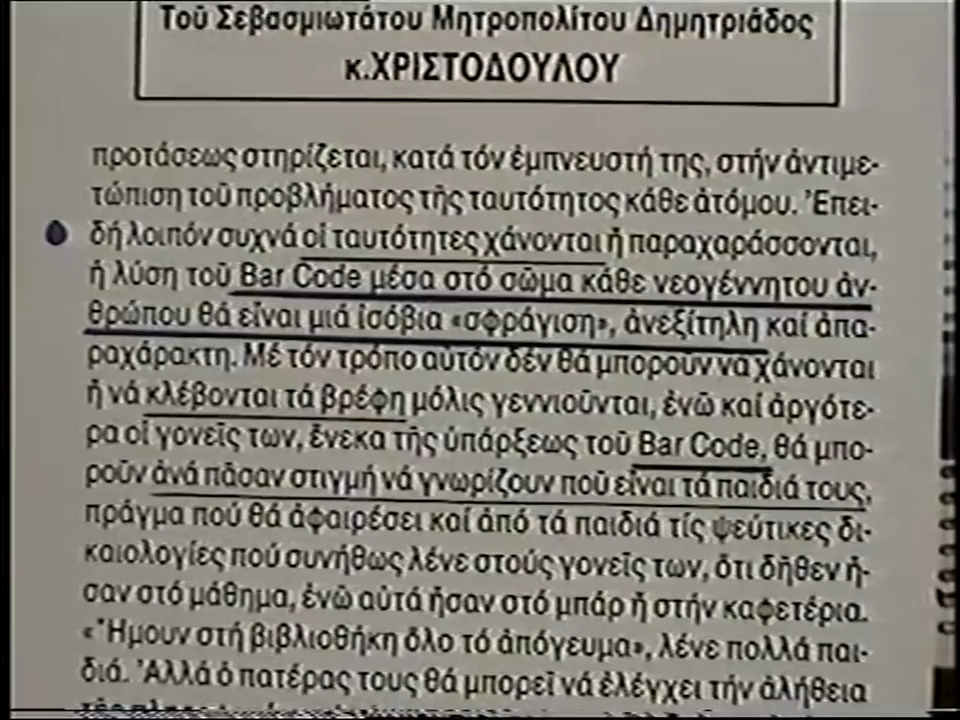 Τοῦ Σεβασμιωτάτου Μητροπολίτου Δημητριάδος
κ.ΧΡΙΣΤΟΔΟΥΛΟΥ
προτάσεως στηρίζεται, κατά τόν ἐμπνευστή της, στήν ἀντιμε-
τώπιση τοῦ προβλήματος τῆς ταυτότητος κάθε ἀτόμου. Ἐπει-
δή λοιπόν συχνά οἱ ταυτότητες χάνονται ἤ παραχαράσσονται,
ἡ λύση τοῦ Bar Code μέσα στό σῶμα κάθε νεογέννητου ἀν-
θρώπου θά εἶναι μιά ἰσόβια «σφράγιση», ἀνεξίτηλη καί ἀπα-
ραχάρακτη. Μέ τόν τρόπο αὐτόν δέν θά μποροῦν νά χάνονται
ἤ νά κλέβονται τά βρέφη μόλις γεννιοῦνται, ἐνῶ καί ἀργότε-
ρα οἱ γονεῖς των, ἕνεκα τῆς ὑπάρξεως τοῦ Bar Code, θά μπο-
ροῦν ἀνά πᾶσαν στιγμή νά γνωρίζουν ποῦ εἶναι τά παιδιά τους,
πράγμα πού θά ἀφαιρέσει καί ἀπό τά παιδιά τίς ψεύτικες δι-
καιολογίες πού συνήθως λένε στούς γονεῖς των, ὅτι δῆθεν ἦ-
σαν στό μάθημα, ἐνῶ αὐτά ἦσαν στό μπάρ ἤ στήν καφετέρια.
«Ἤμουν στή βιβλιοθήκη ὅλο τό ἀπόγευμα», λένε πολλά παι-
διά. Ἀλλά ὁ πατέρας τους θά μπορεῖ νά ἐλέγχει τήν ἀλήθεια